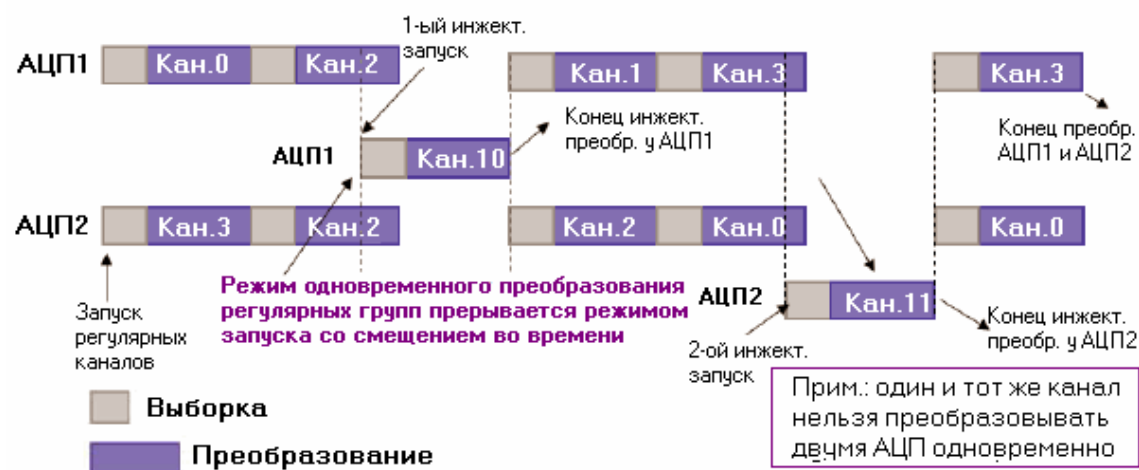 1-ый инжект.
запуск
АЦП1
Кан.0
Кан.2
Кан.1
Кан.3
Кан.3
Конец инжект.
преобр. у АЦП1
Конец преобр.
АЦП1 и АЦП2
АЦП1
Кан.10
АЦП2
Кан.3
Кан.2
Кан.2
Кан.0
Кан.0
Запуск
регулярных
каналов
Режим одновременного преобразования
регулярных групп прерывается режимом
запуска со смещением во времени
АЦП2
Кан.11
Конец инжект.
преобр. у АЦП2
2-ой инжект.
запуск
Выборка
Преобразование
Прим.: один и тот же канал
нельзя преобразовывать
двумя АЦП одновременно